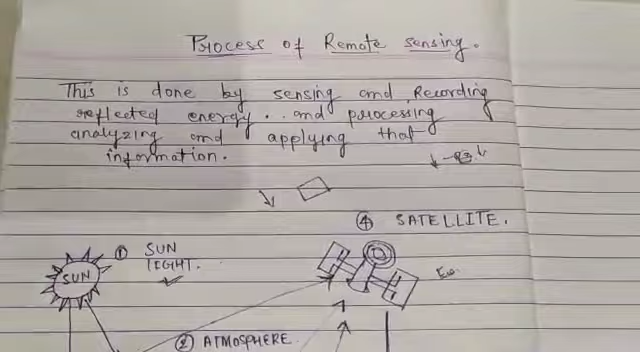 Process of Remote sensing.
This is done by sensing and Recording
reflected energy.. and processing
analyzing and applying that
information.
④ SATELLITE.
① SUN
LIGHT.
SUN
② ATMOSPHERE